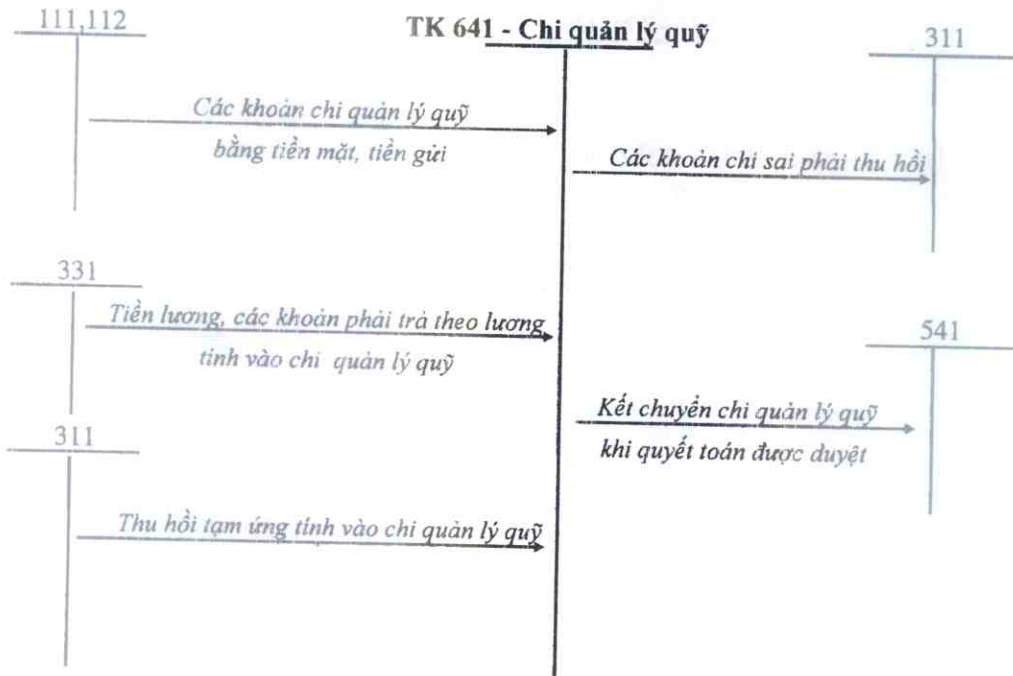 111,112
TK 641 - Chi quản lý quỹ
311
Các khoản chi quản lý quỹ
bằng tiền mặt, tiền gửi
Các khoản chi sai phải thu hồi
331
Tiền lương, các khoản phải trả theo lương
tính vào chi quản lý quỹ
541
Kết chuyển chi quản lý quỹ
khi quyết toán được duyệt
311
Thu hồi tạm ứng tính vào chi quản lý quỹ